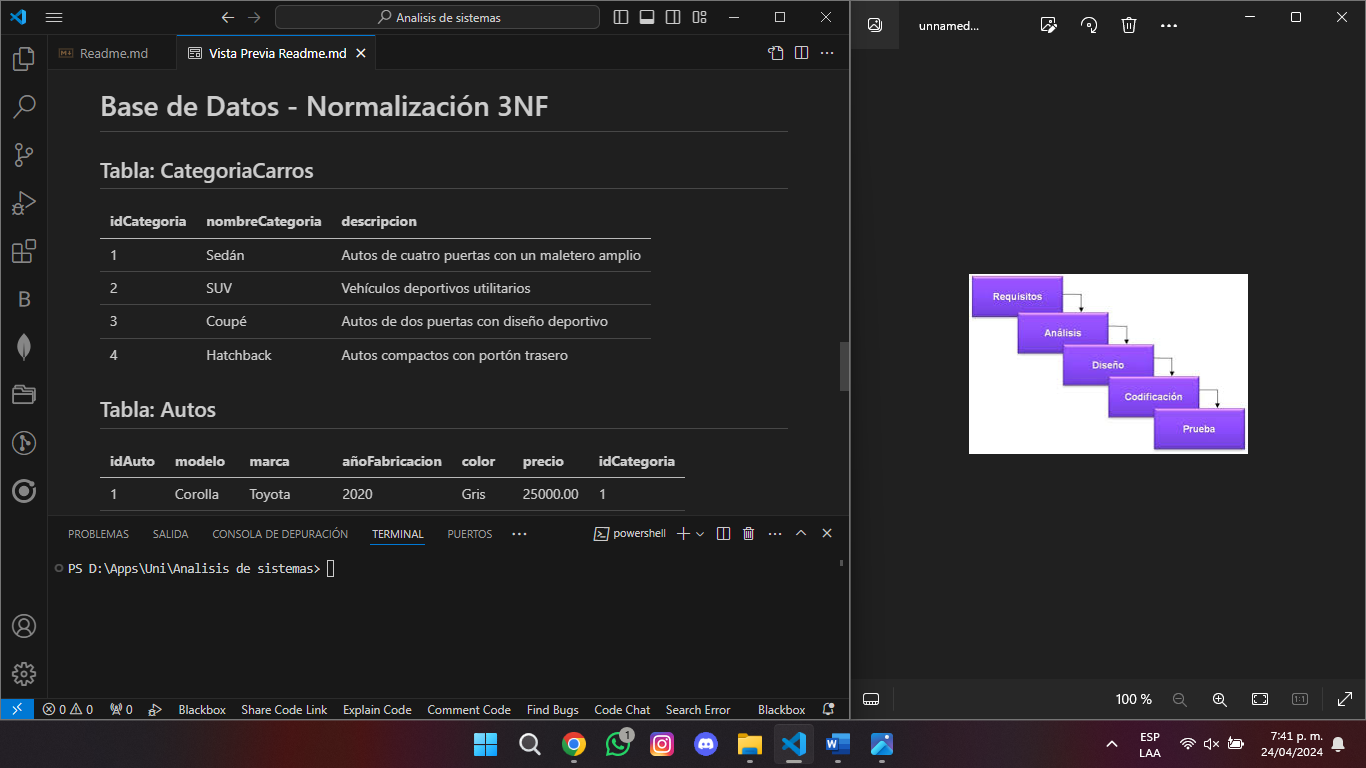 Analisis de sistemas
Readme.md
Vista Previa Readme.md
Base de Datos - Normalización 3NF
Tabla: CategoriaCarros
idCategoria nombreCategoria descripcion
1 Sedán Autos de cuatro puertas con un maletero amplio
2 SUV Vehículos deportivos utilitarios
3 Coupé Autos de dos puertas con diseño deportivo
4 Hatchback Autos compactos con portón trasero
Tabla: Autos
idAuto modelo marca añoFabricacion color precio idCategoria
1 Corolla Toyota 2020 Gris 25000.00 1
PROBLEMAS SALIDA CONSOLA DE DEPURACIÓN TERMINAL PUERTOS ... powershell
PS D:\Apps\Uni\Analisis de sistemas>
0 0 0 Blackbox Share Code Link Explain Code Comment Code Find Bugs Code Chat Search Error Blackbox
unnamed...
Requisitos
Análisis
Diseño
Codificación
Prueba
100 %
1:1
1
ESP
LAA
7:41 p. m.
24/04/2024